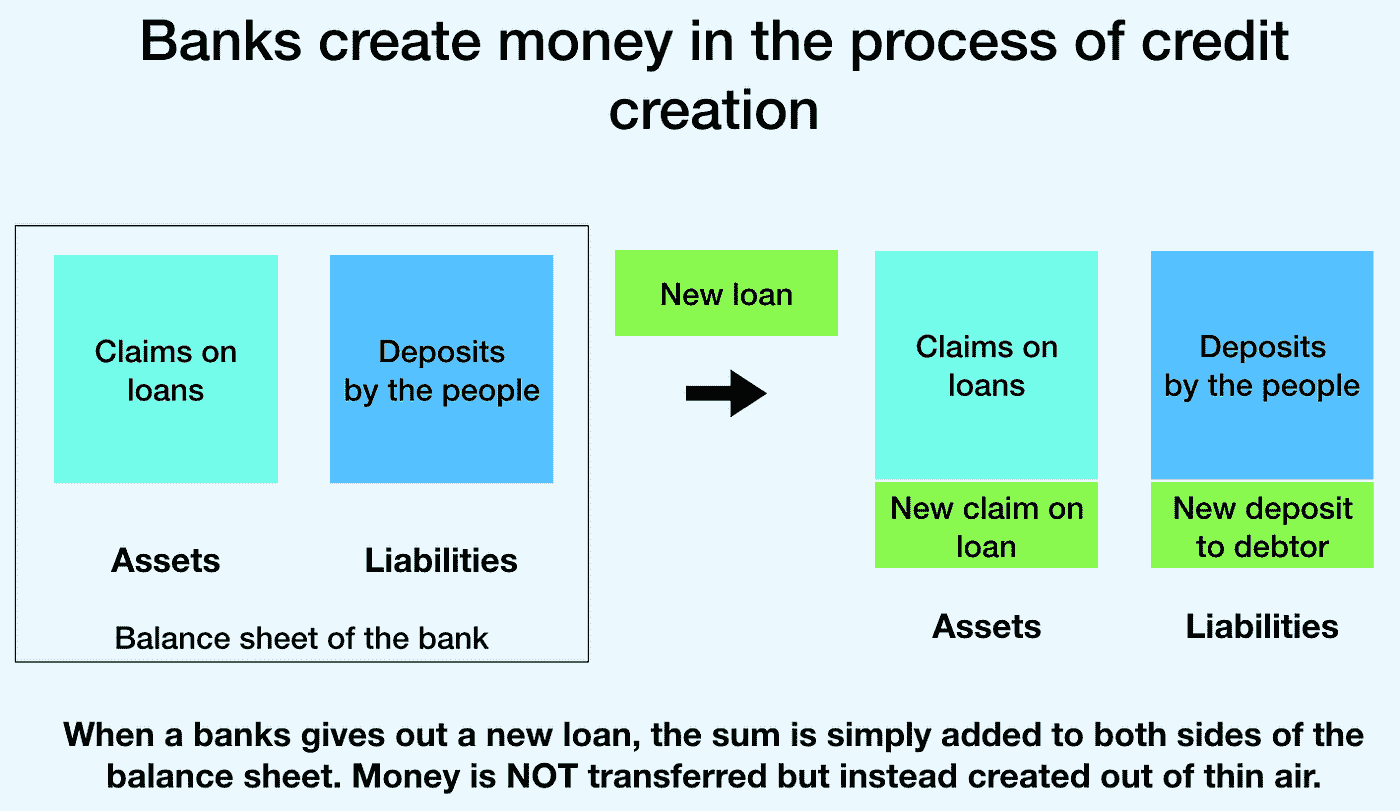 Banks create money in the process of credit
creation
Claims on
loans
Deposits
by the people
Assets
Liabilities
Balance sheet of the bank
New loan
Claims on
loans
Deposits
by the people
New claim on
loan
New deposit
to debtor
Assets
Liabilities
When a banks gives out a new loan, the sum is simply added to both sides of the
balance sheet. Money is NOT transferred but instead created out of thin air.